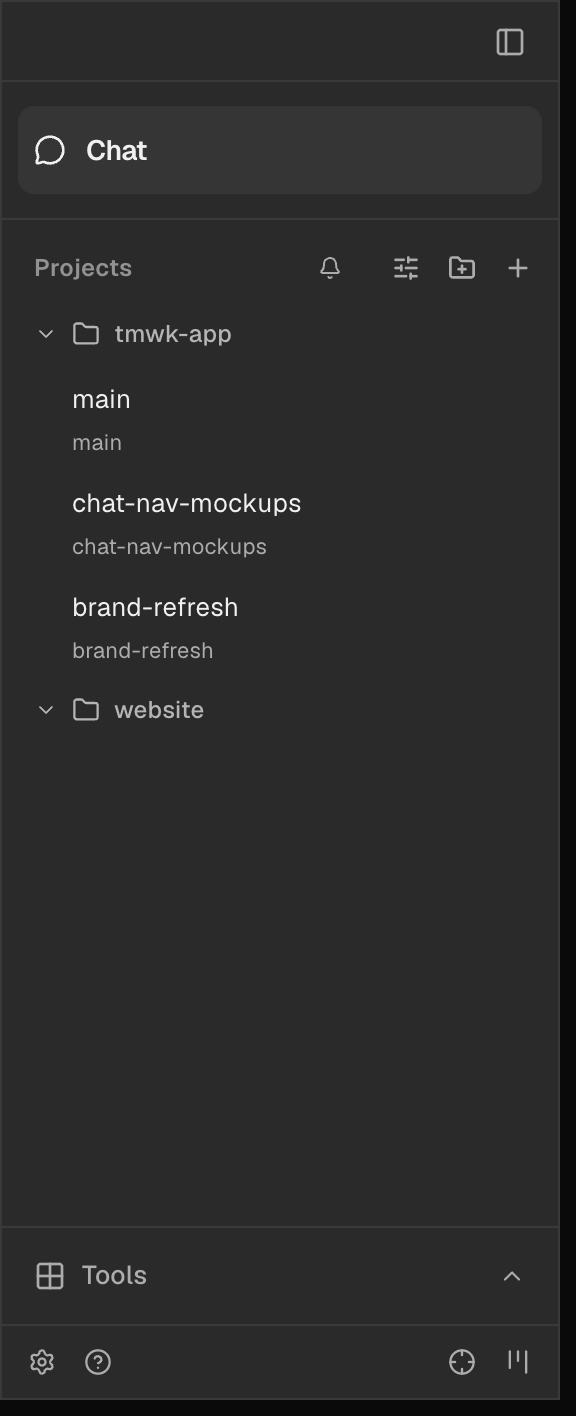 Chat
Projects
tmwk-app
main
main
chat-nav-mockups
chat-nav-mockups
brand-refresh
brand-refresh
website
Tools